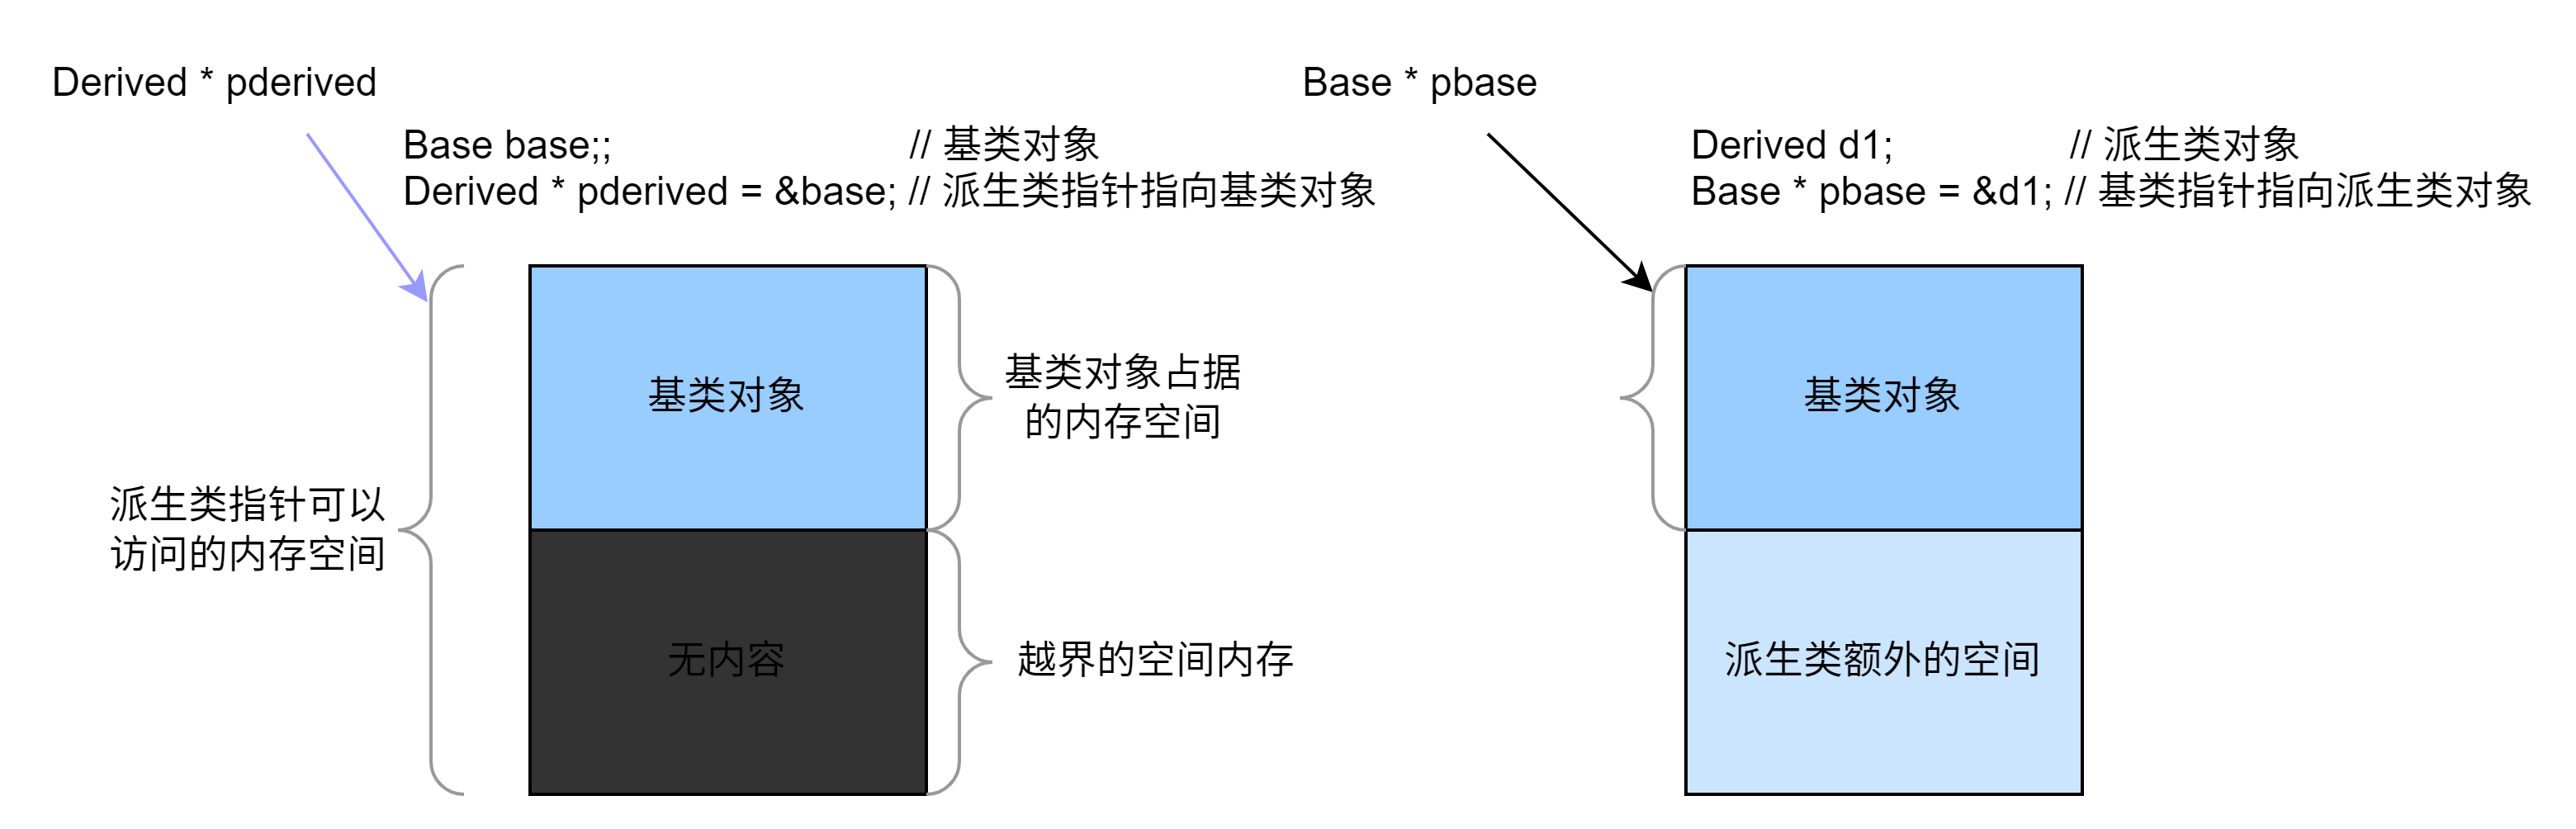 Derived * pderived
Base base;; // 基类对象
Derived * pderived = &base; // 派生类指针指向基类对象
基类对象
基类对象占据
的内存空间
派生类指针可以
访问的内存空间
无内容
越界的空间内存
Base * pbase
Derived d1; // 派生类对象
Base * pbase = &d1; // 基类指针指向派生类对象
基类对象
派生类额外的空间